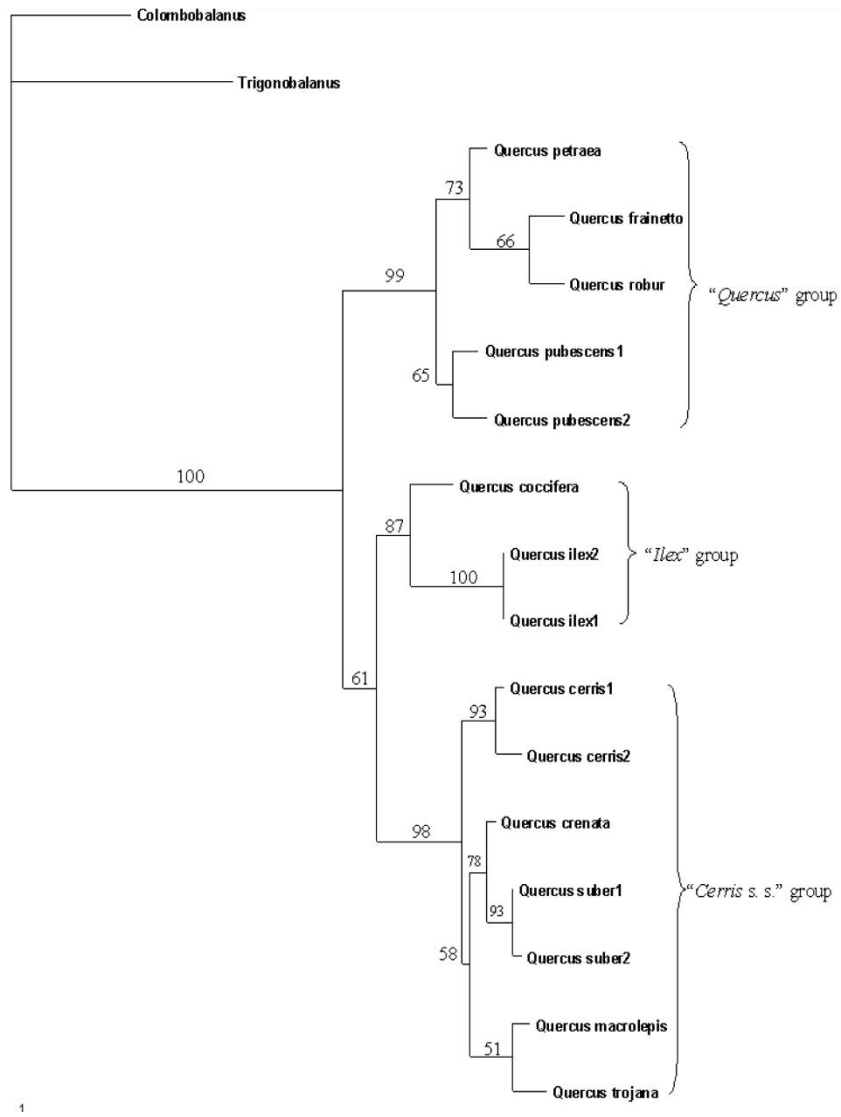 Colombobalanus
Trigonobalanus
Quercus petraea
73
Quercus frainetto
66
99
Quercus robur
“Quercus” group
Quercus pubescens1
65
Quercus pubescens2
100
Quercus coccifera
87
Quercus ilex2
“Ilex” group
100
Quercus ilex1
61
Quercus cerris1
93
Quercus cerris2
98
Quercus crenata
78
Quercus suber1
“Cerris s. s.” group
93
Quercus suber2
58
Quercus macrolepis
51
Quercus trojana
1